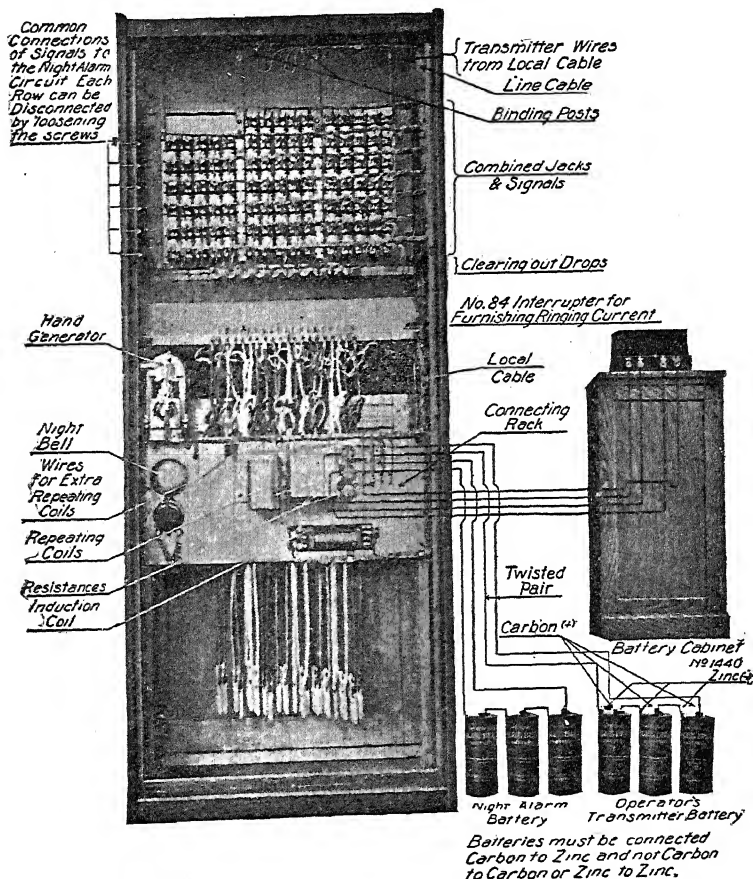 Common
Connections
of Signals to
the Night Alarm
Circuit Each
Row can be
Disconnected
by loosening
the screws
Transmitter Wires
from Local Cable
Line Cable
Binding Posts
Combined Jacks
& Signals
Clearing out Drops
No. 84 Interrupter for
Furnishing Ringing Current
Hand
Generator
Local
Cable
Connecting
Rack
Night
Bell
Wires
for Extra
Repeating
Coils
Repeating
Coils
Resistances
Induction
Coil
Twisted
Pair
Carbon (+)
Battery Cabinet
No 1440
Zinc(-)
Night Alarm
Battery
Operator's
Transmitter Battery
Batteries must be connected
Carbon to Zinc and not Carbon
to Carbon or Zinc to Zinc.